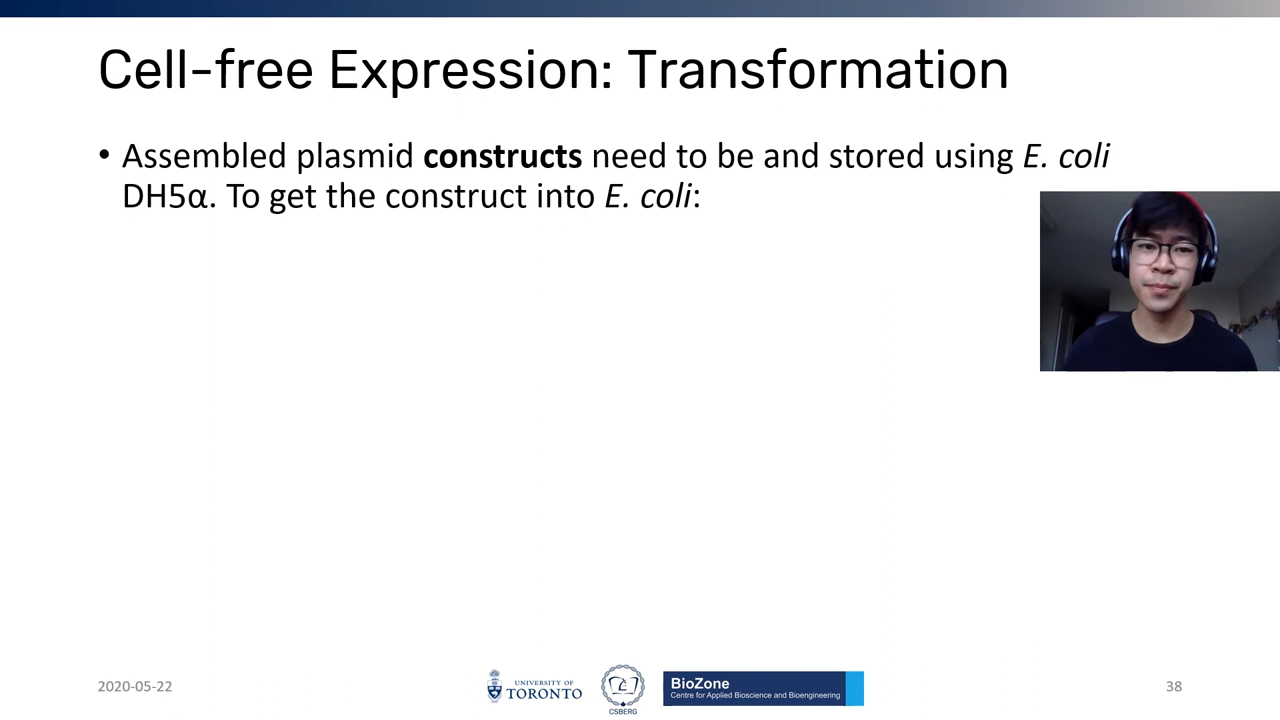 Cell-free Expression: Transformation
• Assembled plasmid constructs need to be and stored using E. coli
DH5α. To get the construct into E. coli:
2020-05-22
UNIVERSITY OF
TORONTO
CSBERG
BioZone
Centre for Applied Bioscience and Bioengineering
38